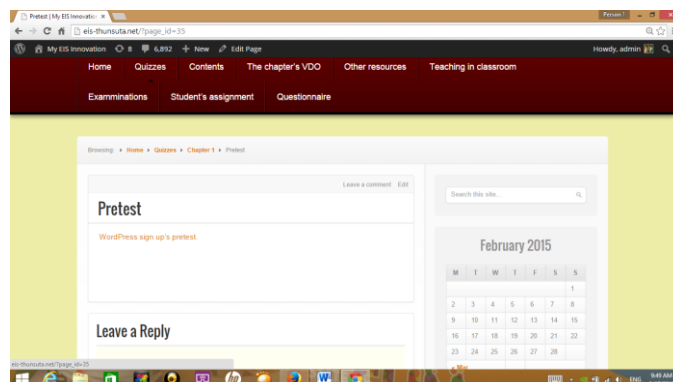 Pretest | My EIS Innovation
eis-thunsuta.net/?page_id=35
My EIS Innovation 8 6,892 + New Edit Page Howdy, admin
Home Quizzes Contents The chapter's VDO Other resources Teaching in classroom
Examminations Student's assignment Questionnaire
Browsing: Home Quizzes Chapter 1 Pretest
Leave a comment Edit
Search this site...
Pretest
WordPress sign up's pretest
February 2015
M T W T F S S
1
2 3 4 5 6 7 8
9 10 11 12 13 14 15
16 17 18 19 20 21 22
23 24 25 26 27 28
Leave a Reply
eis-thunsuta.net/?page_id=35
ENG 9:49 AM